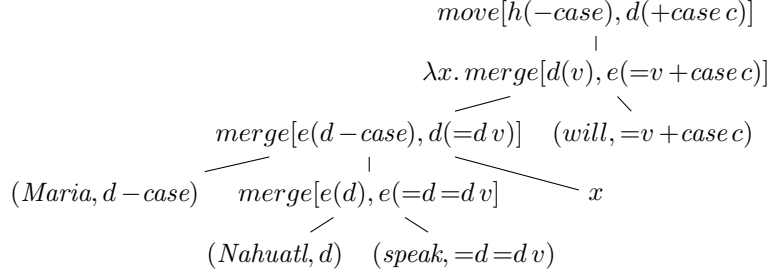 move[h(−case), d(+case c)]
λx. merge[d(v), e(=v +case c)]
merge[e(d −case), d(=d v)] (will, =v +case c)
(Maria, d −case) merge[e(d), e(=d =d v] x
(Nahuatl, d) (speak, =d =d v)